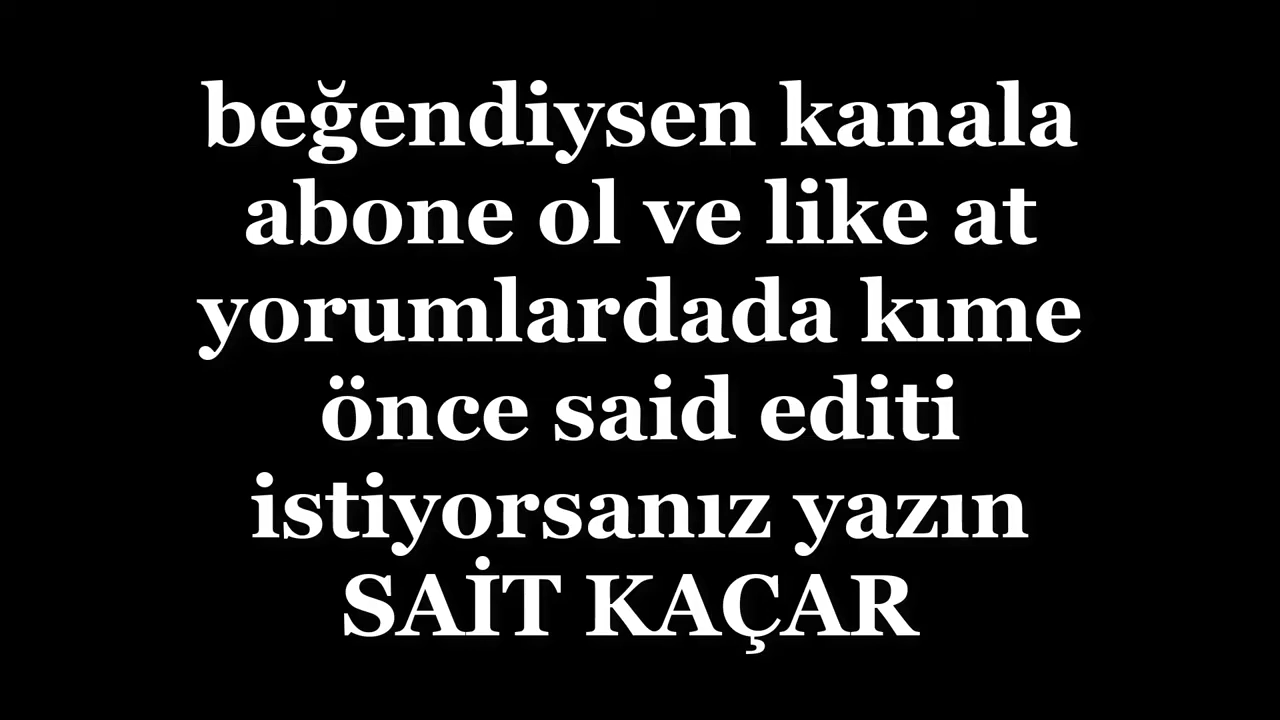 beğendiysen kanala
abone ol ve like at
yorumlardada kıme
önce said editi
istiyorsanız yazın
SAİT KAÇAR